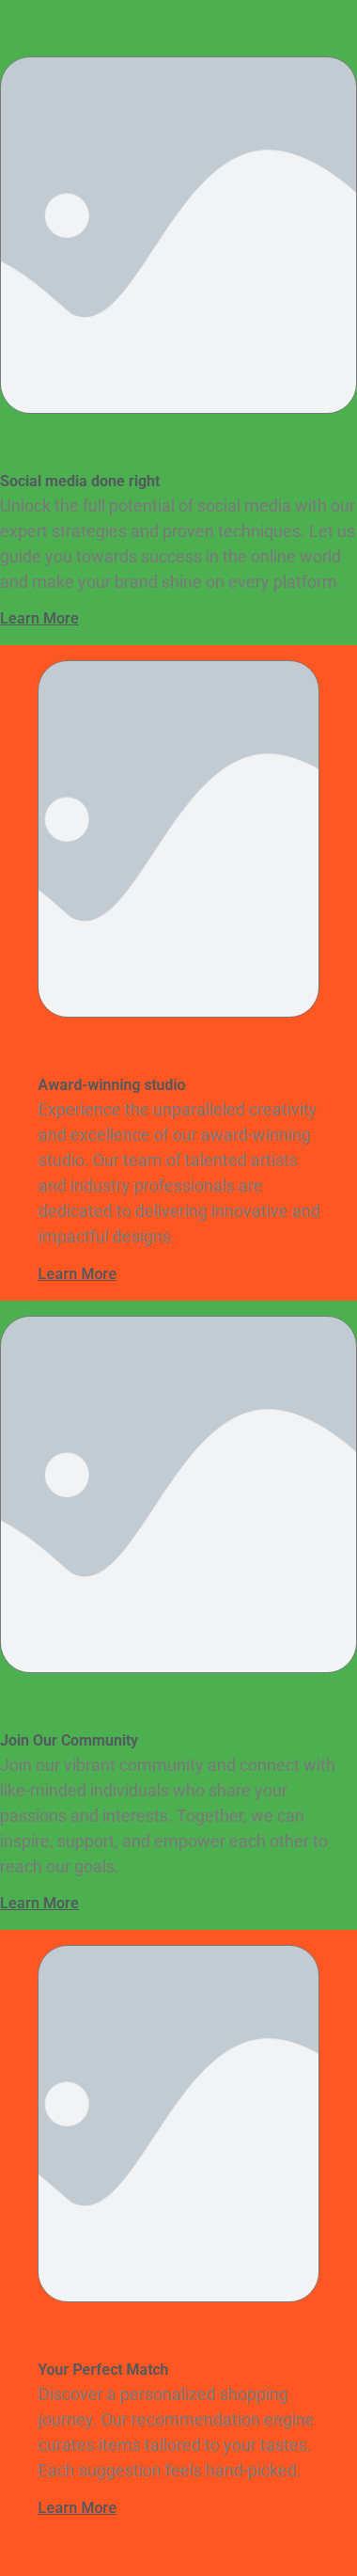 Social media done right
Unlock the full potential of social media with our
expert strategies and proven techniques. Let us
guide you towards success in the online world
and make your brand shine on every platform.
Learn More
Award-winning studio
Experience the unparalleled creativity
and excellence of our award-winning
studio. Our team of talented artists
and industry professionals are
dedicated to delivering innovative and
impactful designs.
Learn More
Join Our Community
Join our vibrant community and connect with
like-minded individuals who share your
passions and interests. Together, we can
inspire, support, and empower each other to
reach our goals.
Learn More
Your Perfect Match
Discover a personalized shopping
journey. Our recommendation engine
curates items tailored to your tastes.
Each suggestion feels hand-picked.
Learn More